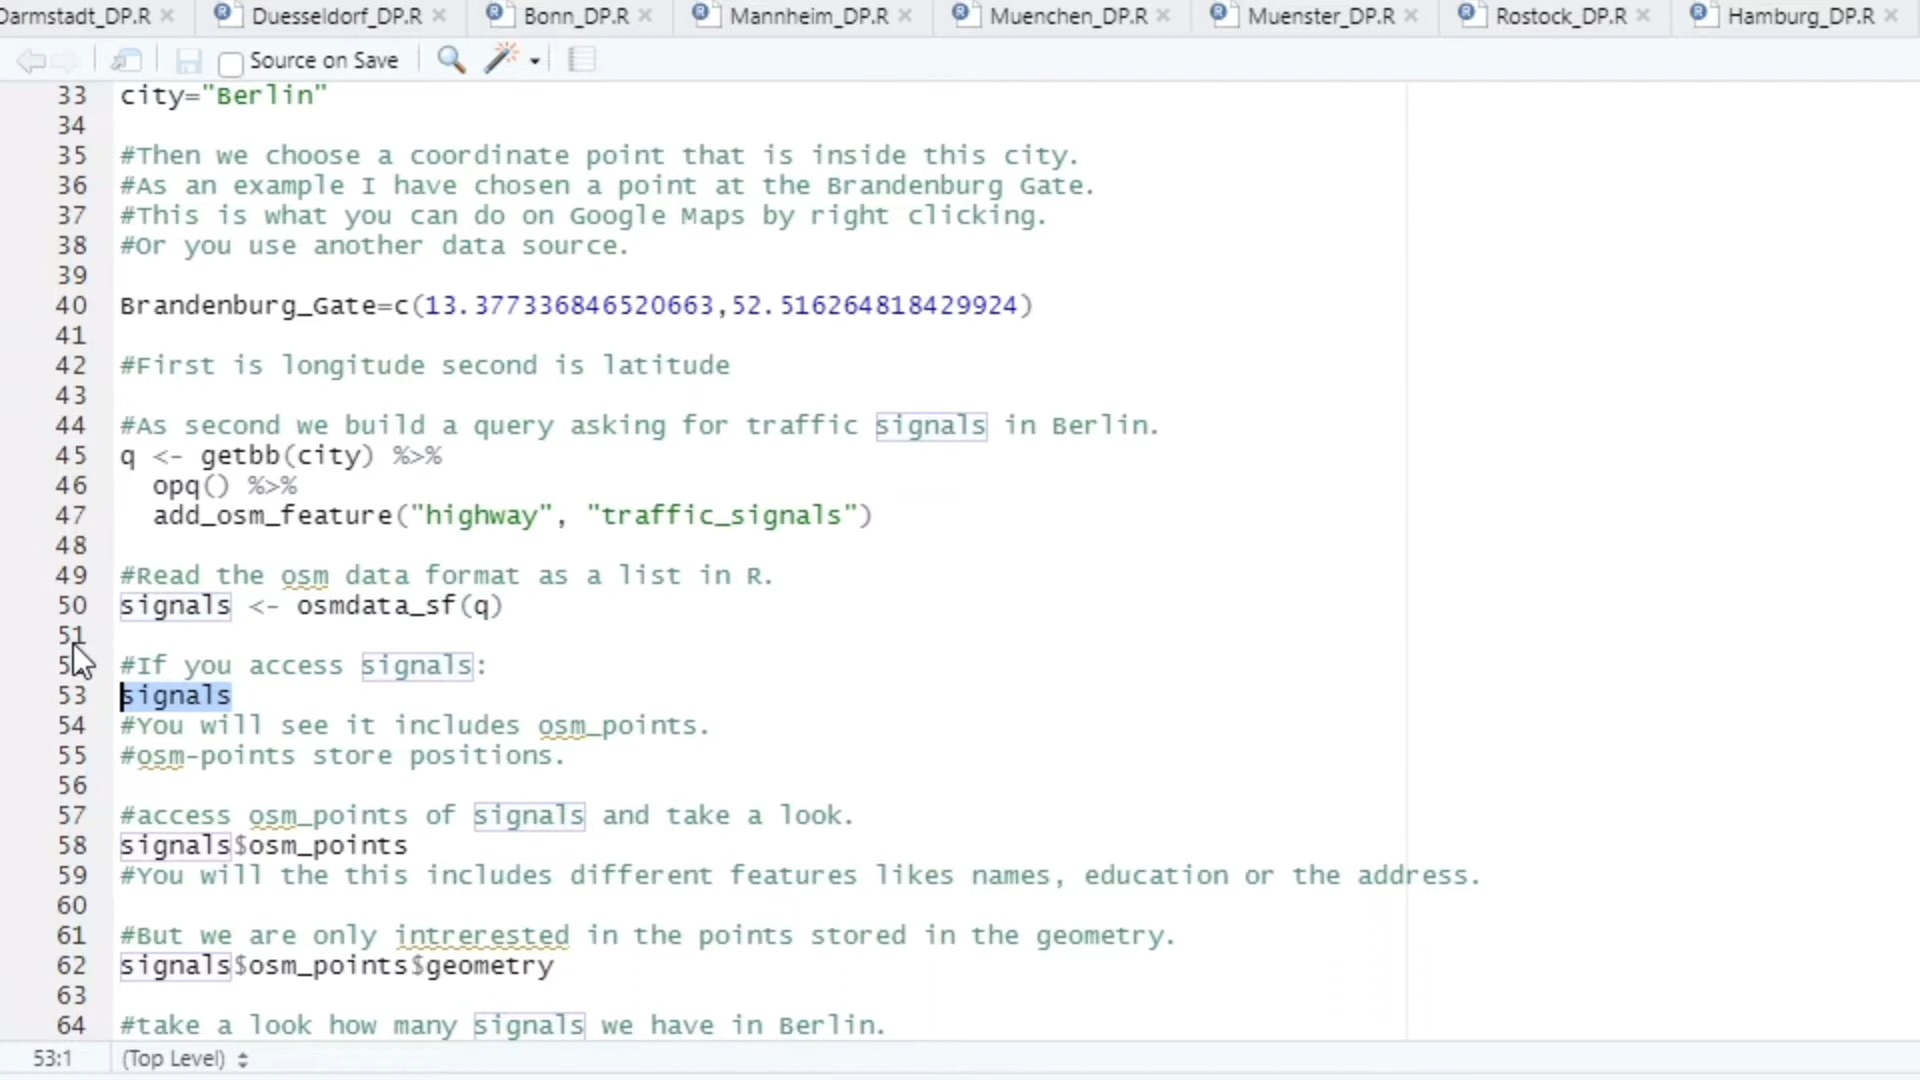 Darmstadt_DP.R × Duesseldorf_DP.R × Bonn_DP.R × Mannheim_DP.R × Muenchen_DP.R × Muenster_DP.R × Rostock_DP.R × Hamburg_DP.R ×
Source on Save
33 city="Berlin"
34
35 #Then we choose a coordinate point that is inside this city.
36 #As an example I have chosen a point at the Brandenburg Gate.
37 #This is what you can do on Google Maps by right clicking.
38 #Or you use another data source.
39
40 Brandenburg_Gate=c(13.377336846520663,52.516264818429924)
41
42 #First is longitude second is latitude
43
44 #As second we build a query asking for traffic signals in Berlin.
45 q <- getbb(city) %>%
46 opq() %>%
47 add_osm_feature("highway", "traffic_signals")
48
49 #Read the osm data format as a list in R.
50 signals <- osmdata_sf(q)
51
5 #If you access signals:
53 signals
54 #You will see it includes osm_points.
55 #osm-points store positions.
56
57 #access osm_points of signals and take a look.
58 signals$osm_points
59 #You will the this includes different features likes names, education or the address.
60
61 #But we are only intrerested in the points stored in the geometry.
62 signals$osm_points$geometry
63
64 #take a look how many signals we have in Berlin.
53:1 (Top Level)